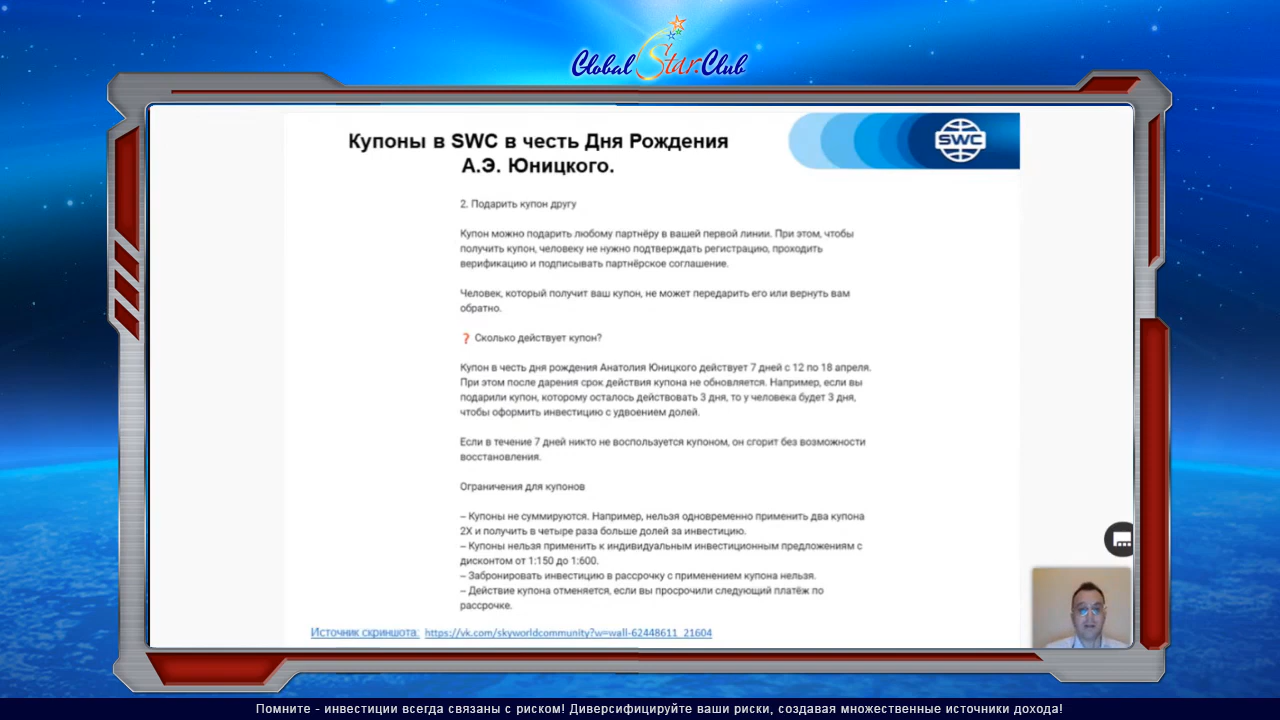 Global Star.Club
Купоны в SWC в честь Дня Рождения
А.Э. Юницкого.
SWC
2. Подарить купон другу
Купон можно подарить любому партнёру в вашей первой линии. При этом, чтобы
получить купон, человеку не нужно подтверждать регистрацию, проходить
верификацию и подписывать партнёрское соглашение.
Человек, который получит ваш купон, не может передарить его или вернуть вам
обратно.
❓ Сколько действует купон?
Купон в честь дня рождения Анатолия Юницкого действует 7 дней с 12 по 18 апреля.
При этом после дарения срок действия купона не обновляется. Например, если вы
подарили купон, которому осталось действовать 3 дня, то у человека будет 3 дня,
чтобы оформить инвестицию с удвоением долей.
Если в течение 7 дней никто не воспользуется купоном, он сгорит без возможности
восстановления.
Ограничения для купонов
– Купоны не суммируются. Например, нельзя одновременно применить два купона
2X и получить в четыре раза больше долей за инвестицию.
– Купоны нельзя применить к индивидуальным инвестиционным предложениям с
дисконтом от 1:150 до 1:600.
– Забронировать инвестицию в рассрочку с применением купона нельзя.
– Действие купона отменяется, если вы просрочили следующий платёж по
рассрочке.
Источник скриншота: https://vk.com/skyworldcommunity?w=wall-62448611_21604
Помните - инвестиции всегда связаны с риском! Диверсифицируйте ваши риски, создавая множественные источники дохода!